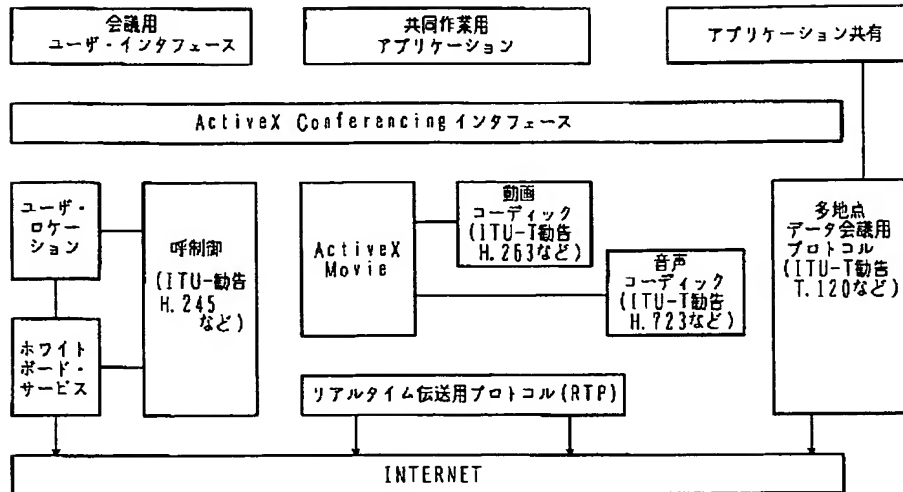 会議用
ユーザ・インタフェース
共同作業用
アプリケーション
アプリケーション共有
ActiveX Conferencingインタフェース
ユーザ・
ロケー
ション
呼制御
(ITU-勧告
H.245
など)
ActiveX
Movie
動画
コーディック
(ITU-T勧告
H.263など)
音声
コーディック
(ITU-T勧告
H.723など)
多地点
データ会議用
プロトコル
(ITU-T勧告
T.120など)
ホワイト
ボード・
サービス
リアルタイム伝送用プロトコル(RTP)
INTERNET